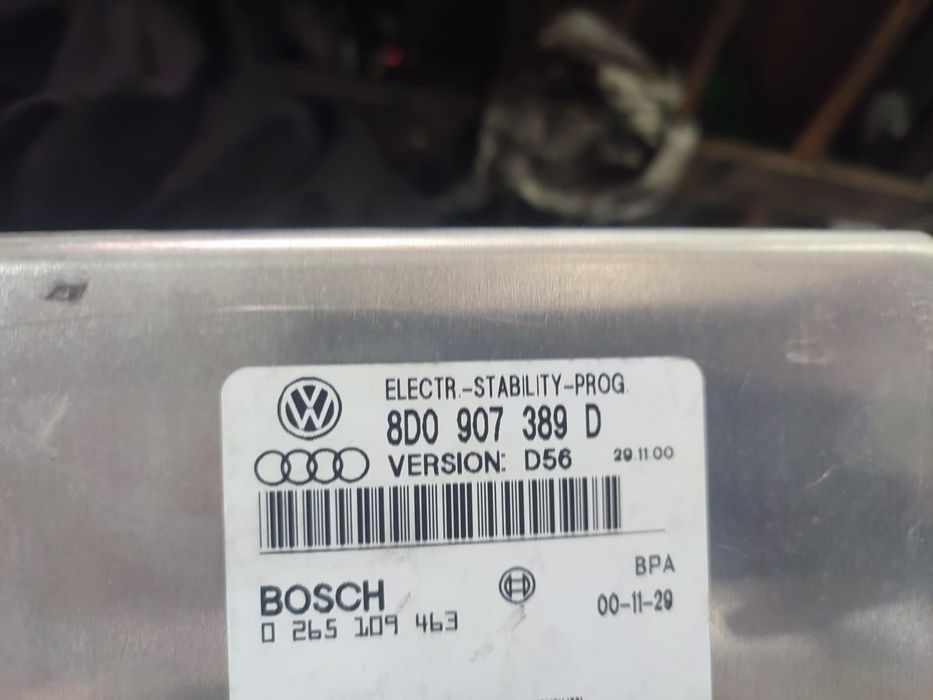 ELECTR.-STABILITY-PROG.
8D0 907 389 D
VERSION: D56 29.11.00
BPA
BOSCH
00-11-29
0 265 109 463